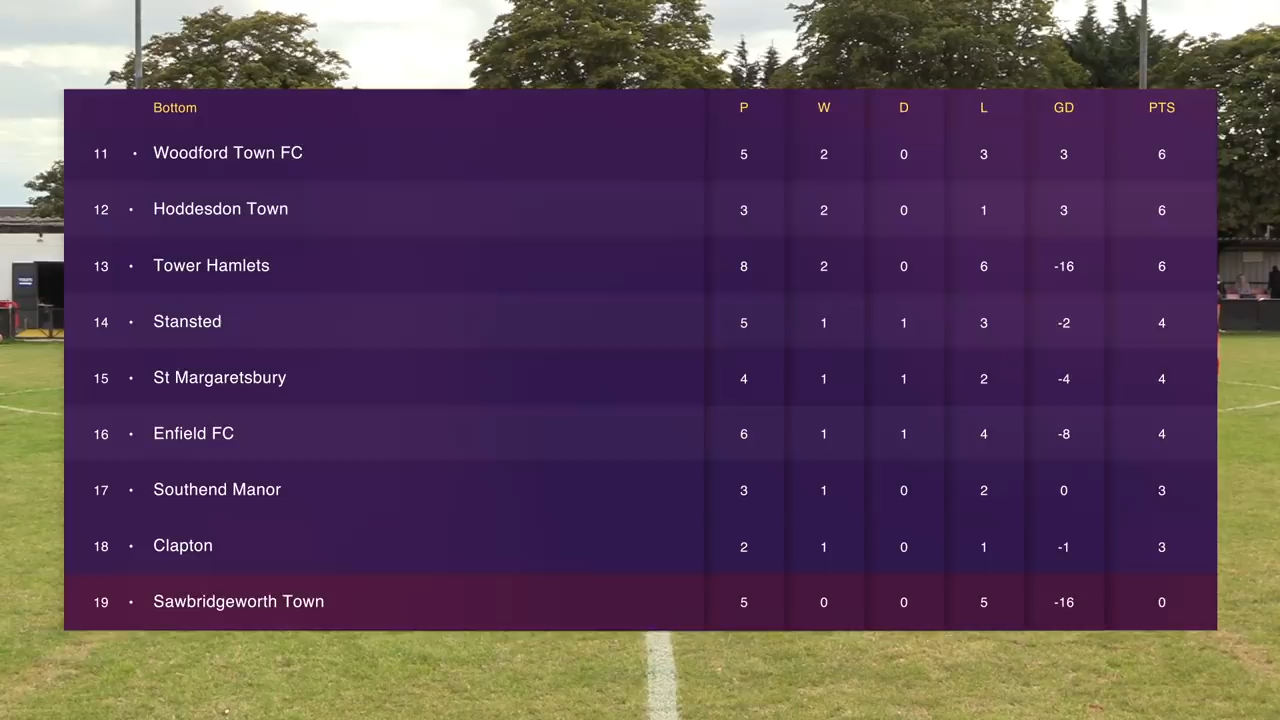 Bottom P W D L GD PTS
11 • Woodford Town FC 5 2 0 3 3 6
12 • Hoddesdon Town 3 2 0 1 3 6
13 • Tower Hamlets 8 2 0 6 -16 6
14 • Stansted 5 1 1 3 -2 4
15 • St Margaretsbury 4 1 1 2 -4 4
16 • Enfield FC 6 1 1 4 -8 4
17 • Southend Manor 3 1 0 2 0 3
18 • Clapton 2 1 0 1 -1 3
19 • Sawbridgeworth Town 5 0 0 5 -16 0